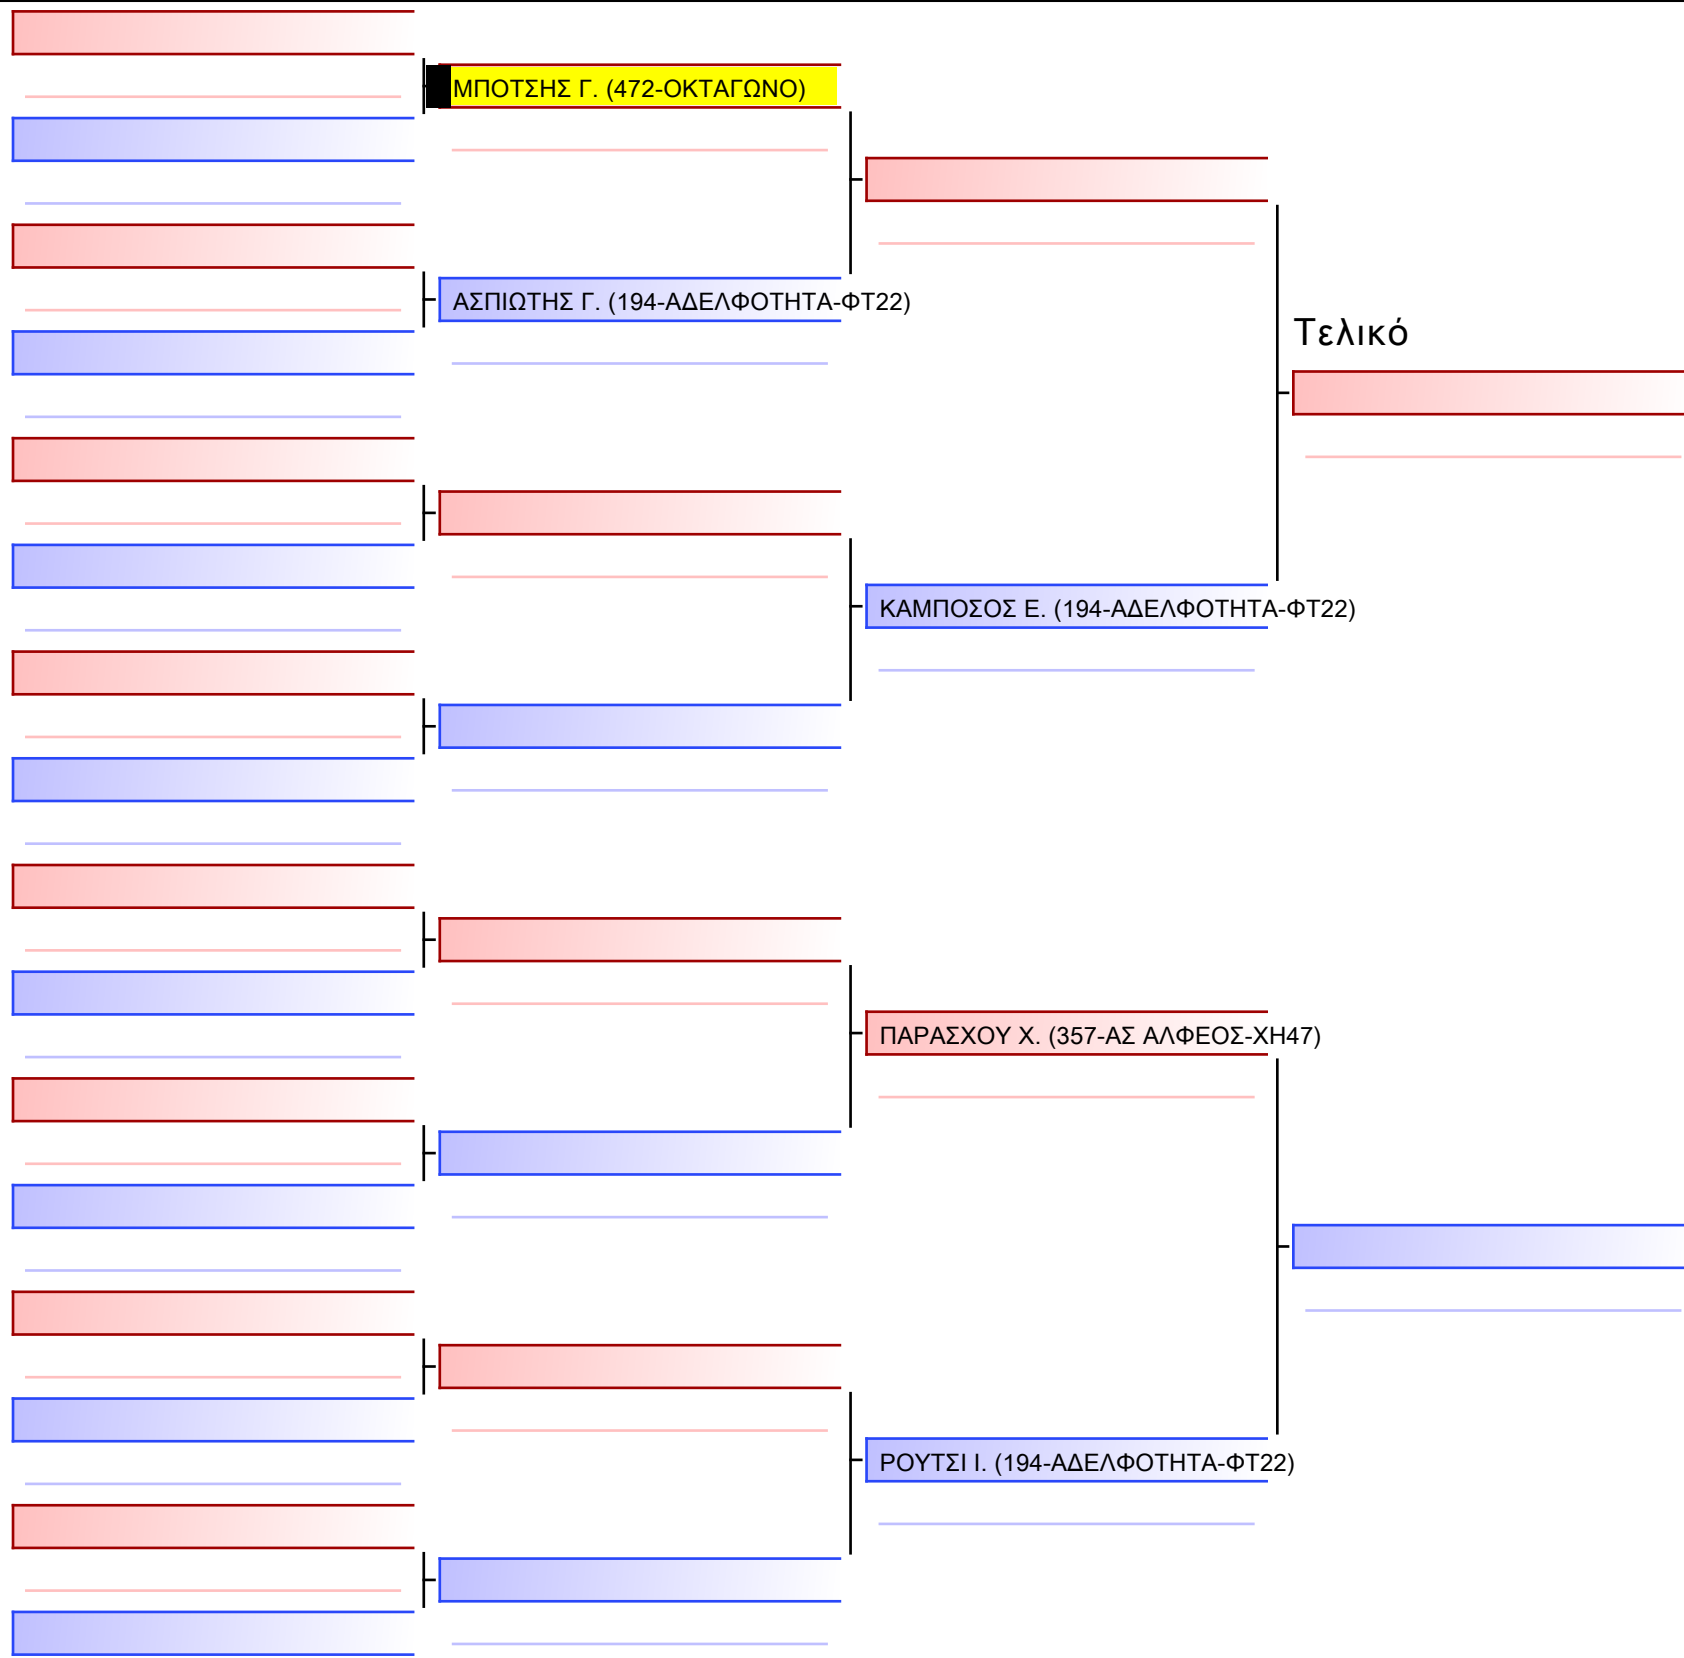 ΜΠΟΤΣΗΣ Γ. (472-ΟΚΤΑΓΩΝΟ)
ΑΣΠΙΩΤΗΣ Γ. (194-ΑΔΕΛΦΟΤΗΤΑ-ΦΤ22)
Τελικό
ΚΑΜΠΟΣΟΣ Ε. (194-ΑΔΕΛΦΟΤΗΤΑ-ΦΤ22)
ΠΑΡΑΣΧΟΥ Χ. (357-ΑΣ ΑΛΦΕΟΣ-ΧΗ47)
ΡΟΥΤΣΙ Ι. (194-ΑΔΕΛΦΟΤΗΤΑ-ΦΤ22)